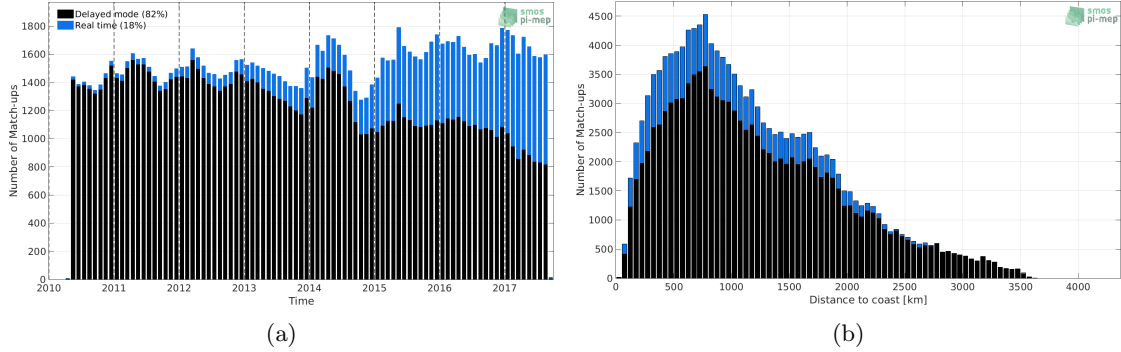 Delayed mode (82%)
Real time (18%)
smos
pi-mep
Number of Match-ups
1800
1600
1400
1200
1000
800
600
400
200
0
2010 2011 2012 2013 2014 2015 2016 2017
Time
(a)
smos
pi-mep
Number of Match-ups
4500
4000
3500
3000
2500
2000
1500
1000
500
0
0 500 1000 1500 2000 2500 3000 3500 4000
Distance to coast [km]
(b)